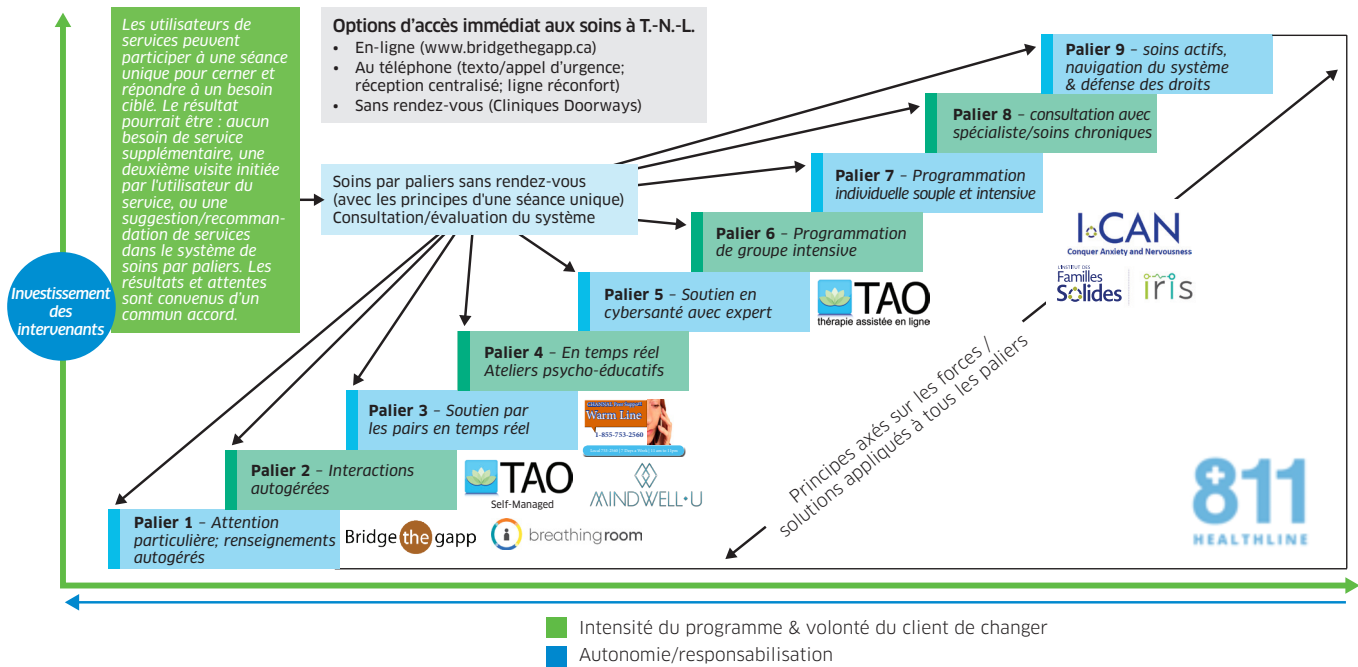 Les utilisateurs de
services peuvent
participer à une séance
unique pour cerner et
répondre à un besoin
ciblé. Le résultat
pourrait être : aucun
besoin de service
supplémentaire, une
deuxième visite initiée
par l'utilisateur du
service, ou une
suggestion/recomman-
dation de services
dans le système de
soins par paliers. Les
résultats et attentes
sont convenus d'un
commun accord.
Options d'accès immédiat aux soins à T.-N.-L.
• En-ligne (www.bridgethegapp.ca)
• Au téléphone (texto/appel d'urgence;
réception centralisé; ligne réconfort)
• Sans rendez-vous (Cliniques Doorways)
Soins par paliers sans rendez-vous
(avec les principes d'une séance unique)
Consultation/évaluation du système
Investissement
des
intervenants
Palier 9 – soins actifs,
navigation du système
& défense des droits
Palier 8 – consultation avec
spécialiste/soins chroniques
Palier 7 – Programmation
individuelle souple et intensive
Palier 6 – Programmation
de groupe intensive
I·CAN
Conquer Anxiety and Nervousness
L'INSTITUT DES
Familles
Solides
iris
Palier 5 – Soutien en
cybersanté avec expert
TAO
thérapie assistée en ligne
Palier 4 – En temps réel
Ateliers psycho-éducatifs
Palier 3 – Soutien par
les pairs en temps réel
Warm Line
1-855-753-2560
Palier 2 – Interactions
autogérées
TAO
Self-Managed
MINDWELL·U
Palier 1 – Attention
particulière; renseignements
autogérés
Bridge the gapp
breathingroom
Principes axés sur les forces /
solutions appliqués à tous les paliers
811
HEALTHLINE
Intensité du programme & volonté du client de changer
Autonomie/responsabilisation